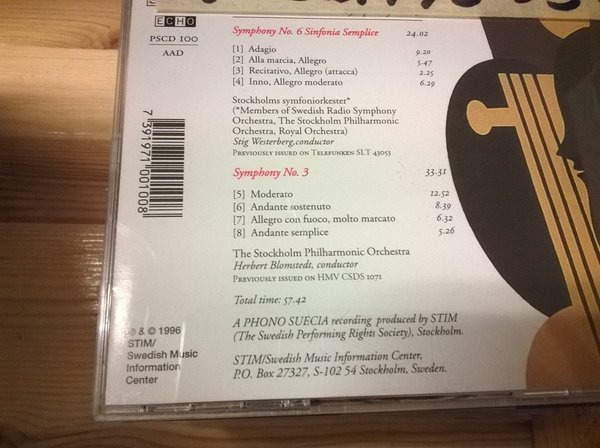 ECHO
PSCD 100
AAD
Symphony No. 6 Sinfonia Semplice 24.02
[1] Adagio 9.20
[2] Alla marcia, Allegro 5.47
[3] Recitativo, Allegro (attacca) 2.25
[4] Inno, Allegro moderato 6.29
Stockholms symfoniorkester*
(*Members of Swedish Radio Symphony
Orchestra, The Stockholm Philharmonic
Orchestra, Royal Orchestra)
Stig Westerberg,conductor
Previously issued on Telefunken SLT 43053
Symphony No. 3 33.31
[5] Moderato 12.52
[6] Andante sostenuto 8.39
[7] Allegro con fuoco, molto marcato 6.32
[8] Andante semplice 5.26
The Stockholm Philharmonic Orchestra
Herbert Blomstedt, conductor
Previously issued on HMV CSDS 1071
Total time: 57.42
A PHONO SUECIA recording produced by STIM
(The Swedish Performing Rights Society), Stockholm.
STIM/Swedish Music Information Center,
P.O. Box 27327, S-102 54 Stockholm, Sweden.
7 391971 001008
℗ & © 1996
STIM/
Swedish Music
Information
Center